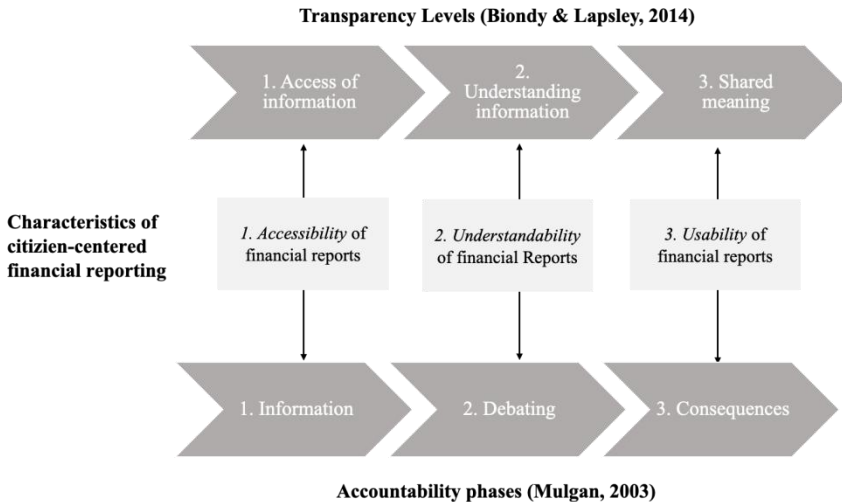 Transparency Levels (Biondy & Lapsley, 2014)
1. Access of
information
2.
Understanding
information
3. Shared
meaning
Characteristics of
citizien-centered
financial reporting
1. Accessibility of
financial reports
2. Understandability
of financial Reports
3. Usability of
financial reports
1. Information
2. Debating
3. Consequences
Accountability phases (Mulgan, 2003)